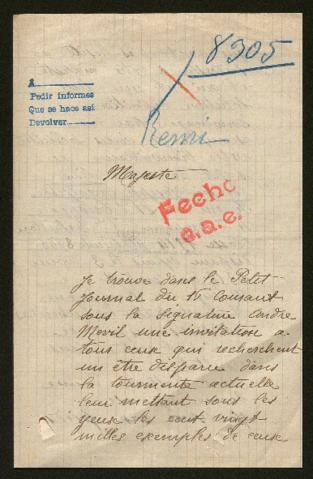 8305
A
Pedir informes
Que se hace así
Devolver
Remi
Majesté
Fecho
a.a.e.
Je trouve dans le Petit
Journal du 15 Courant
sous la signature André
Mévil une invitation a
tous ceux qui recherchent
un être disparu dans
la tourmente actuelle
leur mettant sous les
yeux les cent vingt
milles exemples de ceux